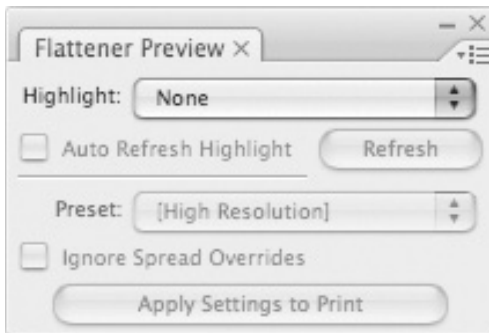 Flattener Preview
Highlight: None
Auto Refresh Highlight Refresh
Preset: [High Resolution]
Ignore Spread Overrides
Apply Settings to Print